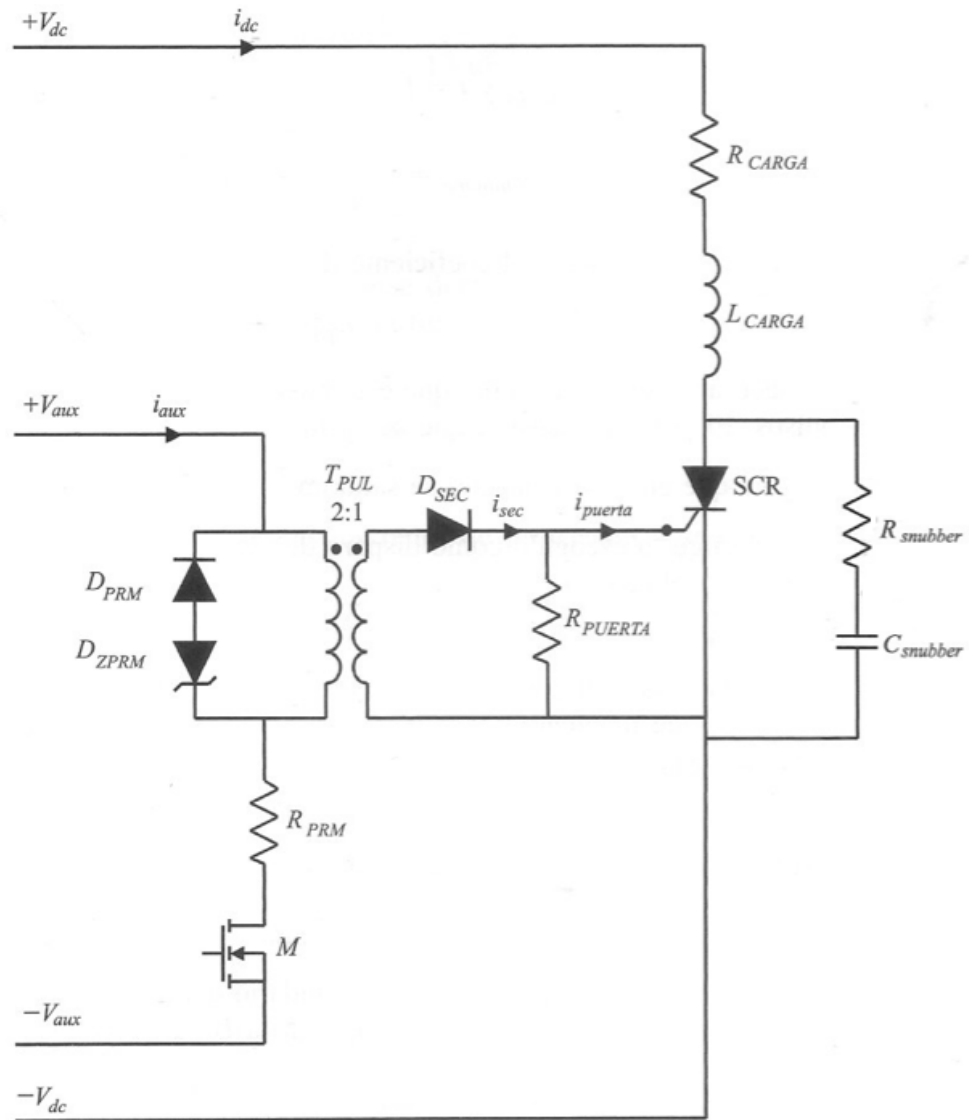 +V_dc
i_dc
R_CARGA
L_CARGA
+V_aux
i_aux
T_PUL
2:1
D_SEC
i_sec
i_puerta
SCR
R_snubber
D_PRM
D_ZPRM
R_PUERTA
C_snubber
R_PRM
M
−V_aux
−V_dc